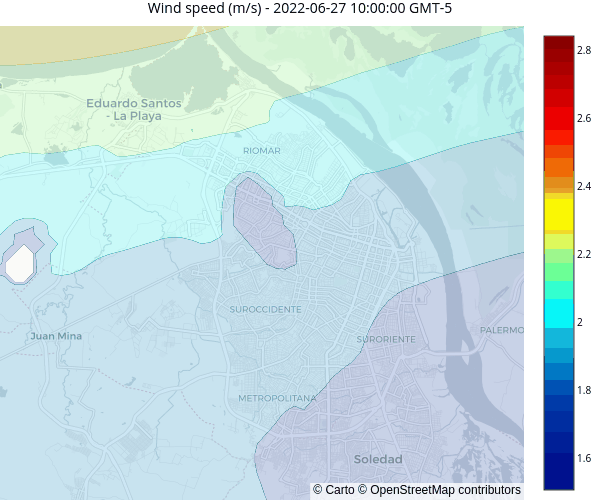 Wind speed (m/s) - 2022-06-27 10:00:00 GMT-5
2.8
2.6
2.4
2.2
2
1.8
1.6
Eduardo Santos
- La Playa
RIOMAR
SUROCCIDENTE
Juan Mina
SURORIENTE
PALERMO
METROPOLITANA
Soledad
© Carto © OpenStreetMap contributors